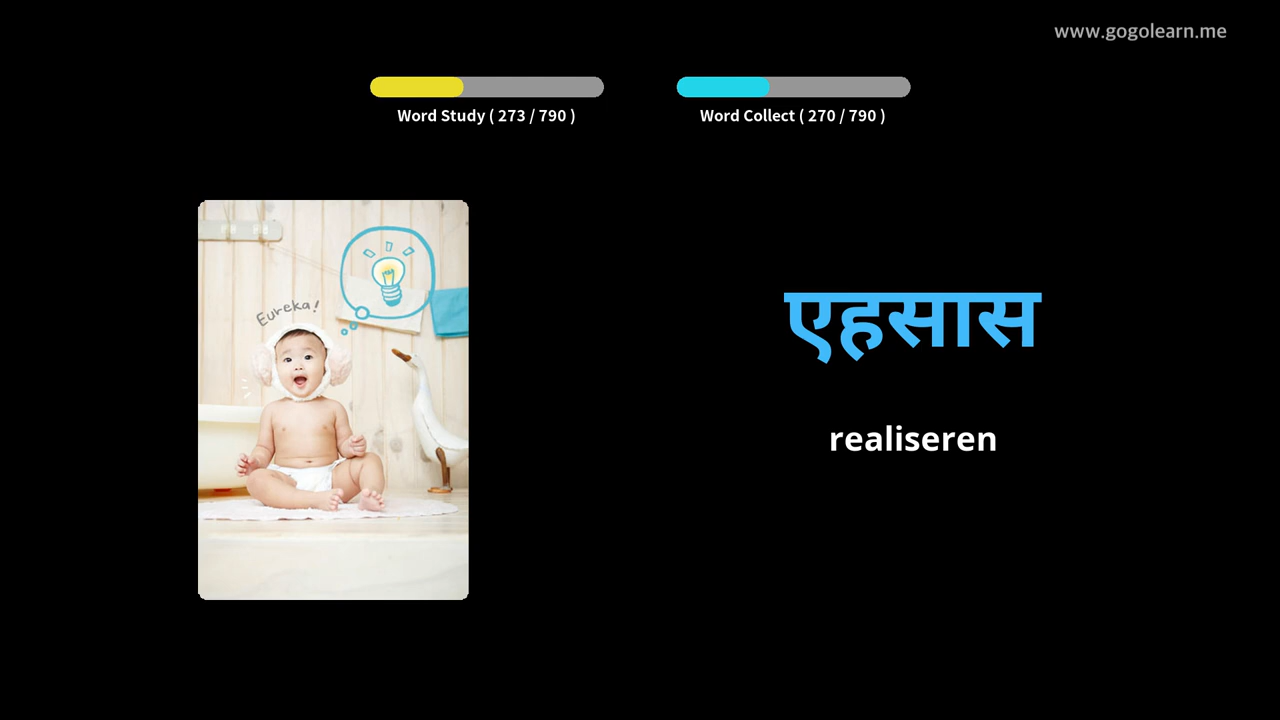 www.gogolearn.me
Word Study ( 273 / 790 )
Word Collect ( 270 / 790 )
Eureka!
एहसास
realiseren